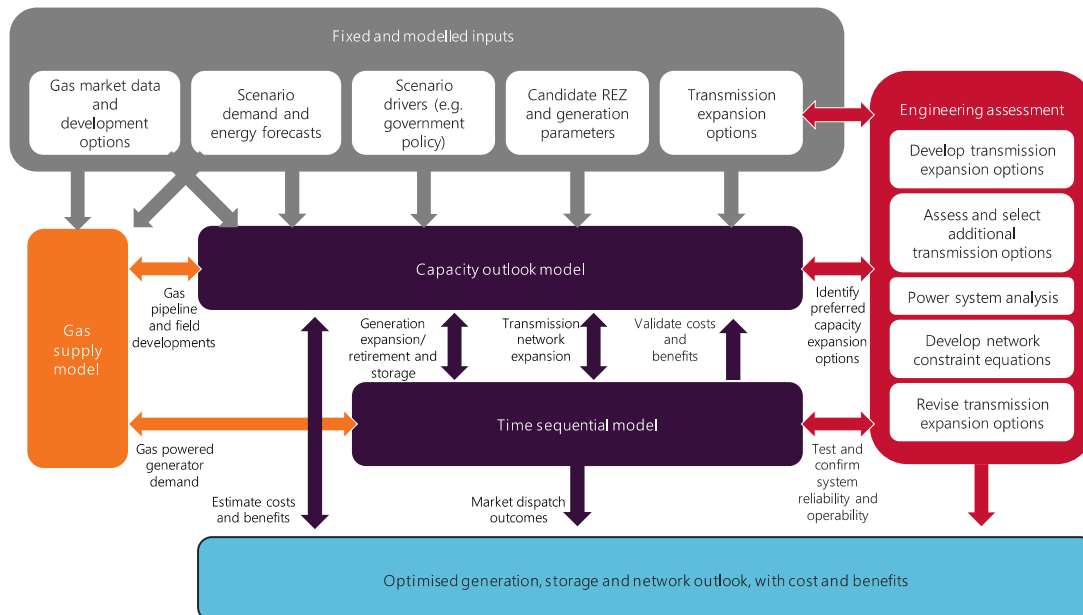 Fixed and modelled inputs
Gas market data
and
development
options
Scenario
demand and
energy forecasts
Scenario
drivers (e.g.
government
policy)
Candidate REZ
and generation
parameters
Transmission
expansion
options
Engineering assessment
Develop transmission
expansion options
Assess and select
additional
transmission options
Power system analysis
Develop network
constraint equations
Revise transmission
expansion options
Capacity outlook model
Gas
supply
model
Gas
pipeline
and field
developments
Generation
expansion/
retirement and
storage
Transmission
network
expansion
Validate costs
and
benefits
Identify
preferred
capacity
expansion
options
Time sequential model
Gas powered
generator
demand
Estimate costs
and benefits
Market dispatch
outcomes
Test and
confirm
system
reliability and
operability
Optimised generation, storage and network outlook, with cost and benefits